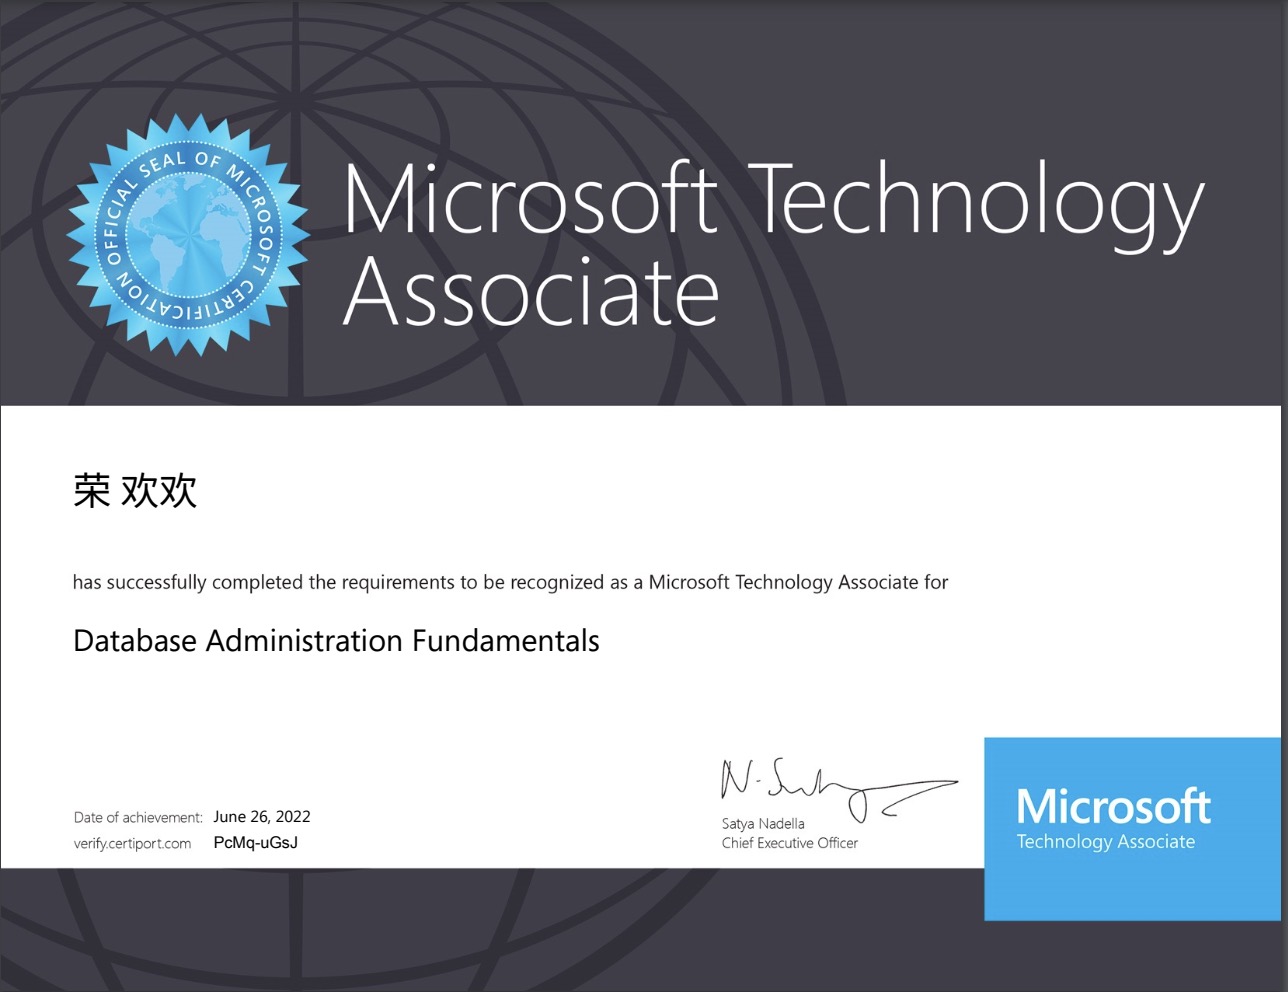 OFFICIAL SEAL OF MICROSOFT CERTIFICATION
Microsoft Technology
Associate
荣 欢欢
has successfully completed the requirements to be recognized as a Microsoft Technology Associate for
Database Administration Fundamentals
Date of achievement: June 26, 2022
verify.certiport.com PcMq-uGsJ
N. Satya
Satya Nadella
Chief Executive Officer
Microsoft
Technology Associate